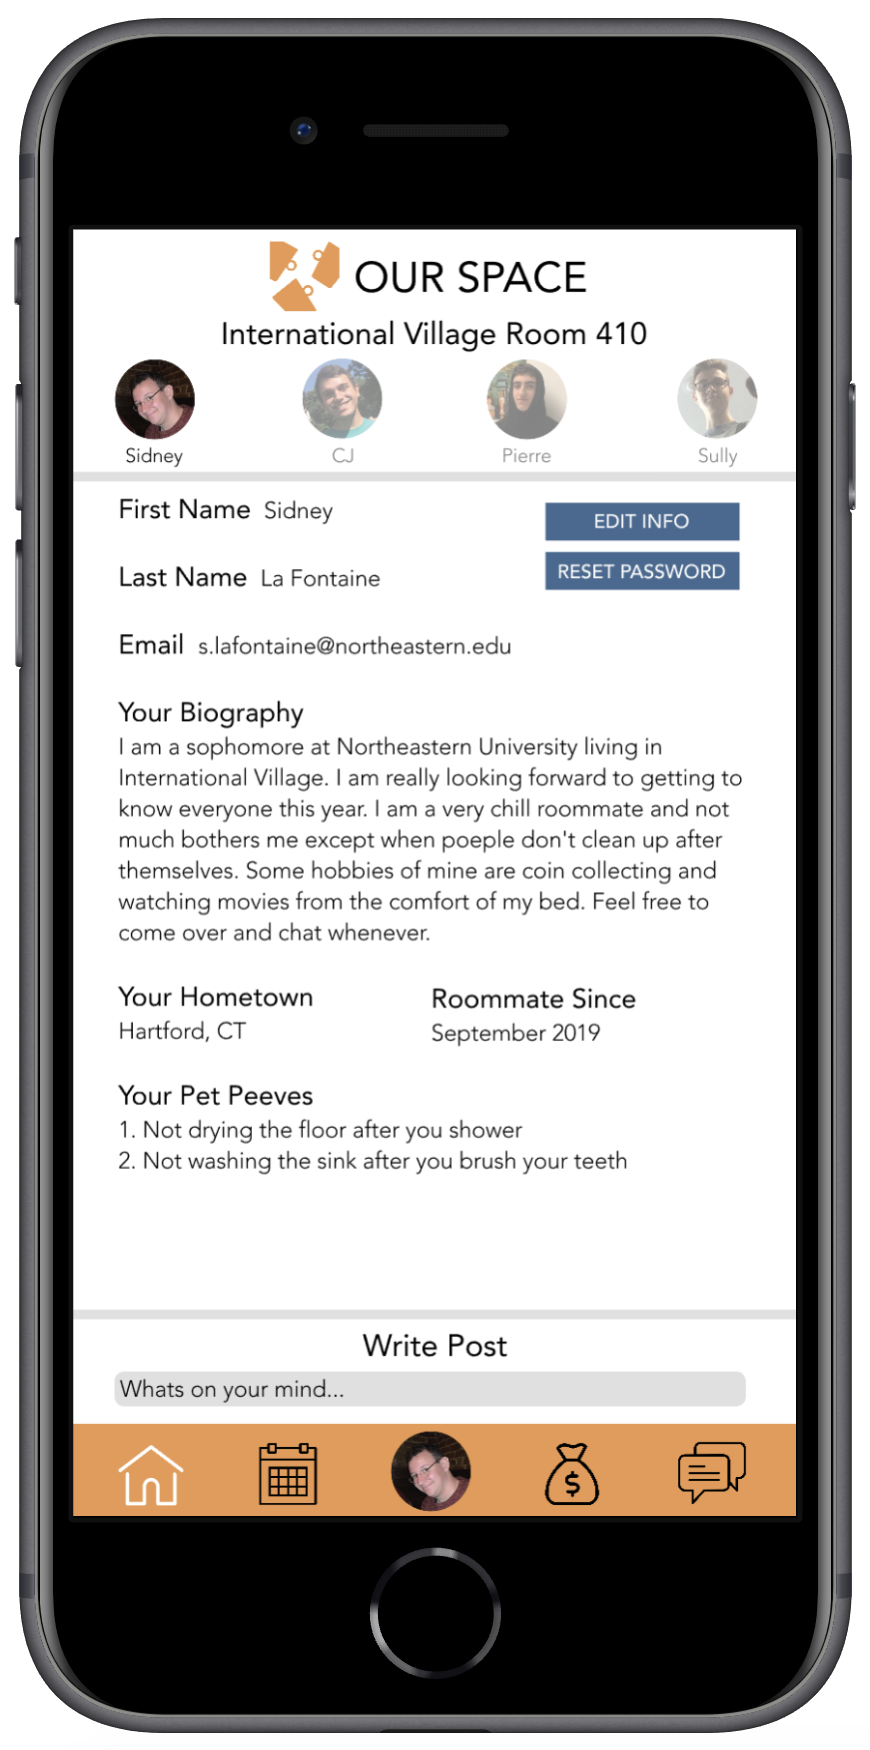 OUR SPACE
International Village Room 410
Sidney
CJ
Pierre
Sully
First Name Sidney
EDIT INFO
Last Name La Fontaine
RESET PASSWORD
Email s.lafontaine@northeastern.edu
Your Biography
I am a sophomore at Northeastern University living in
International Village. I am really looking forward to getting to
know everyone this year. I am a very chill roommate and not
much bothers me except when poeple don't clean up after
themselves. Some hobbies of mine are coin collecting and
watching movies from the comfort of my bed. Feel free to
come over and chat whenever.
Your Hometown
Hartford, CT
Roommate Since
September 2019
Your Pet Peeves
1. Not drying the floor after you shower
2. Not washing the sink after you brush your teeth
Write Post
Whats on your mind...
$